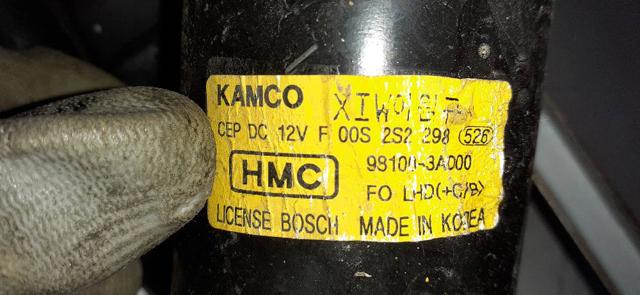 KAMCO
CEP DC 12V F 00S 2S2 298 526
HMC 98100-3A000
FO LHD(+C/B)
LICENSE BOSCH MADE IN KOREA